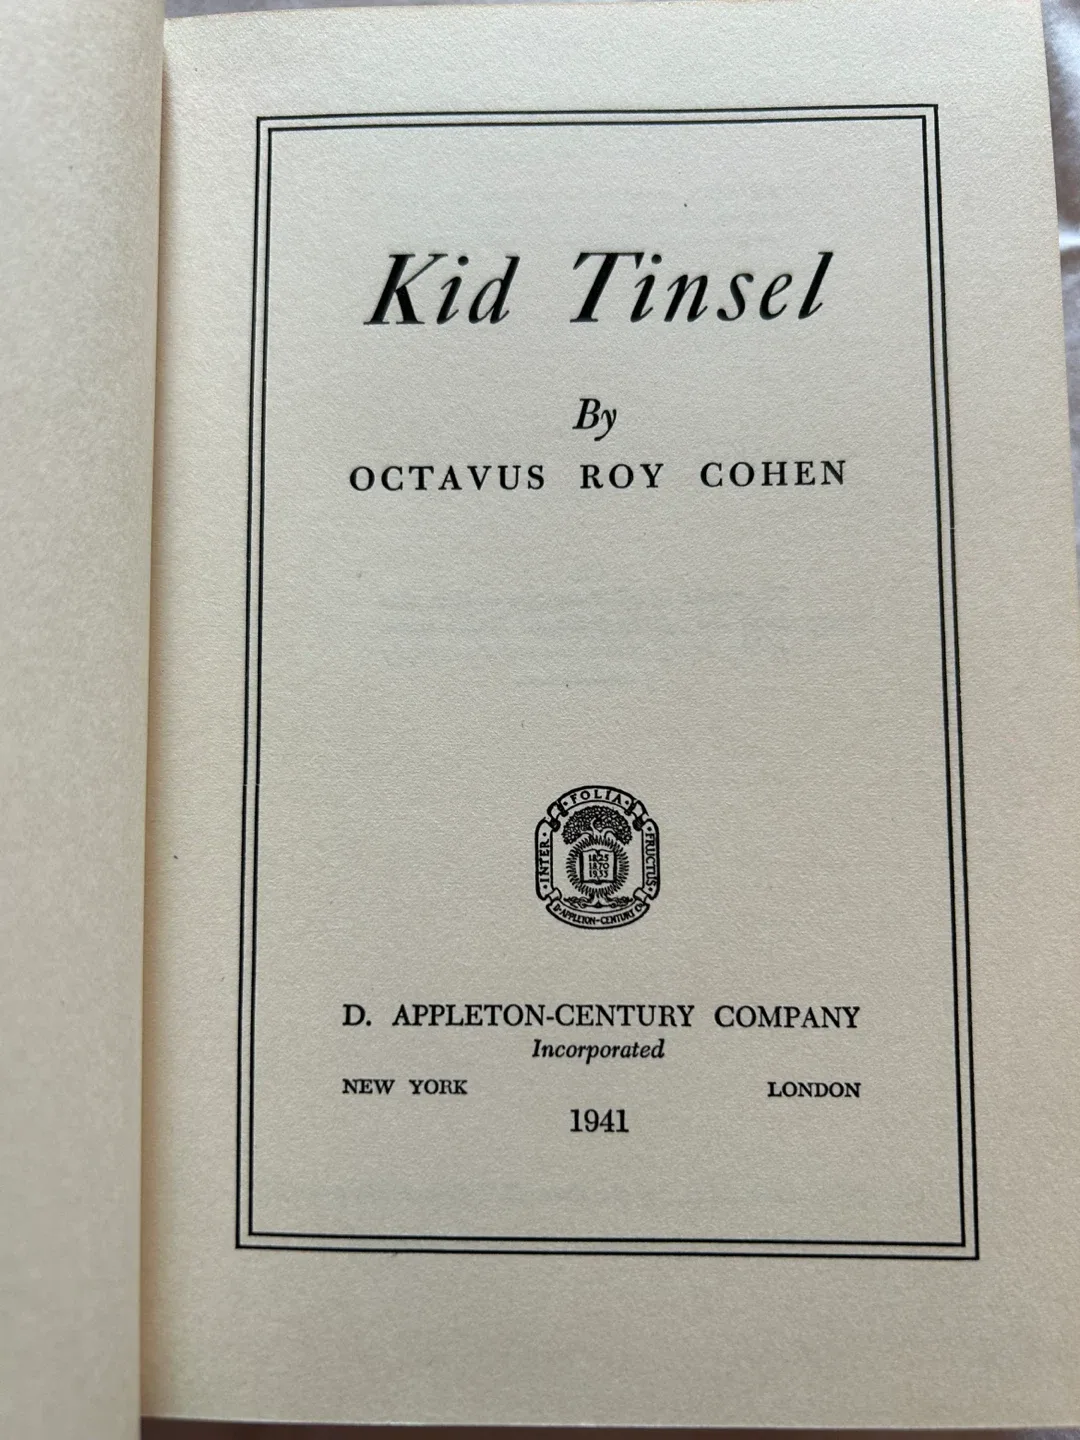 Kid Tinsel
By
OCTAVUS ROY COHEN
INTER · FOLIA · FRUCTUS
1825
1870
1933
D. APPLETON-CENTURY CO.
D. APPLETON-CENTURY COMPANY
Incorporated
NEW YORK LONDON
1941